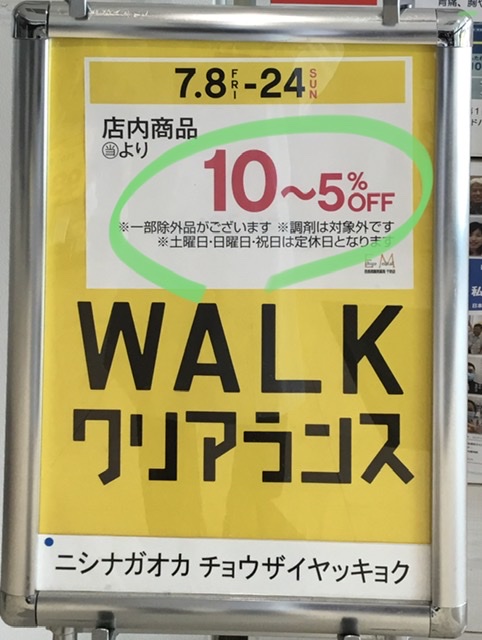 7.8 FRI - 24 SUN
店内商品
㊟より
10〜5%OFF
※一部除外品がございます ※調剤は対象外です
※土曜日・日曜日・祝日は定休日となります
WALK
クリアランス
ニシナガオカ チョウザイヤッキョク